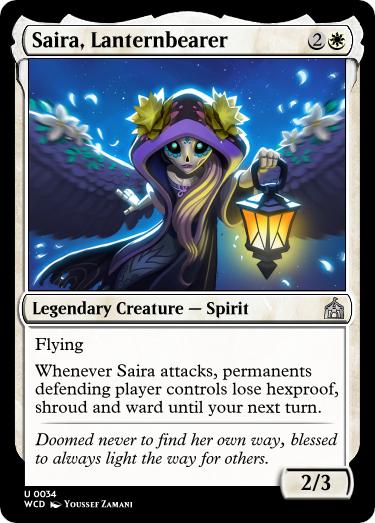 Saira, Lanternbearer 2
Legendary Creature — Spirit
Flying
Whenever Saira attacks, permanents
defending player controls lose hexproof,
shroud and ward until your next turn.
Doomed never to find her own way, blessed
to always light the way for others.
2/3
U 0034
WCD Youssef Zamani